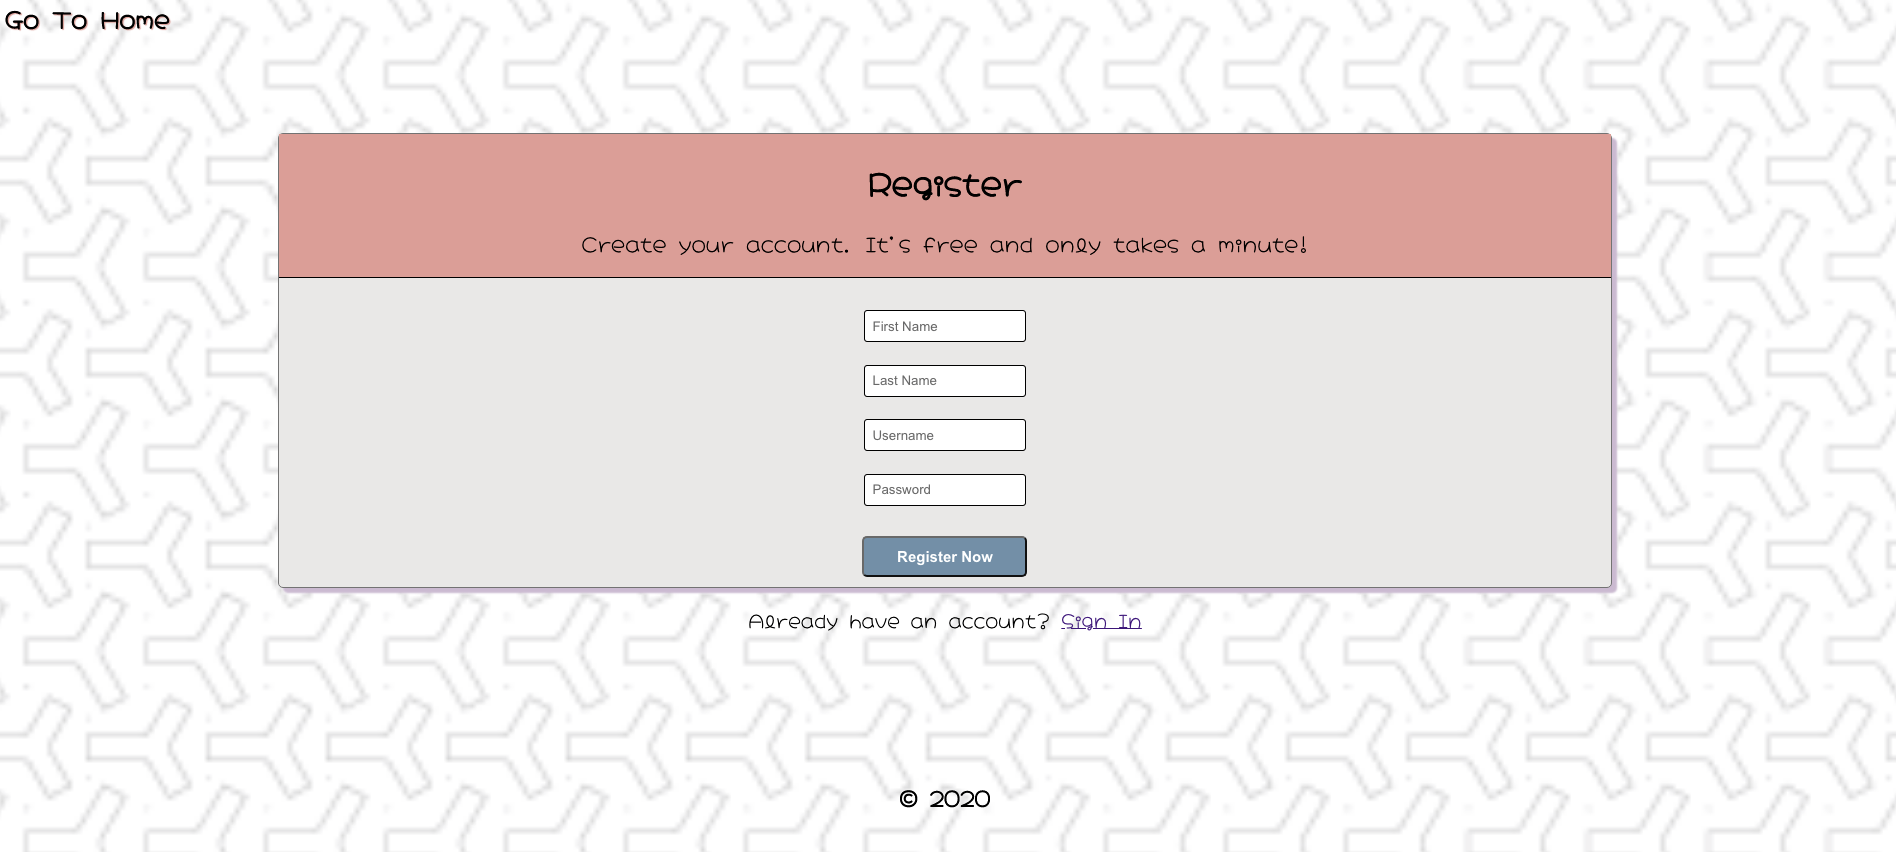 Go To Home
Register
Create your account. It's free and only takes a minute!
First Name
Last Name
Username
Password
Register Now
Already have an account? Sign In
© 2020